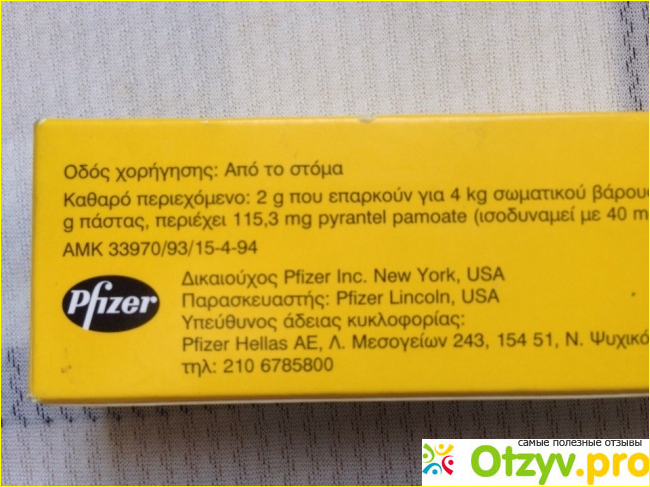 Οδός χορήγησης: Από το στόμα
Καθαρό περιεχόμενο: 2 g που επαρκούν για 4 kg σωματικού βάρους
g πάστας, περιέχει 115,3 mg pyrantel pamoate (ισοδυναμεί με 40 m
ΑΜΚ 33970/93/15-4-94
Pfizer
Δικαιούχος Pfizer Inc. New York, USA
Παρασκευαστής: Pfizer Lincoln, USA
Υπεύθυνος άδειας κυκλοφορίας:
Pfizer Hellas AE, Λ. Μεσογείων 243, 154 51, Ν. Ψυχικό
τηλ: 210 6785800
самые полезные отзывы
Otzyv.pro